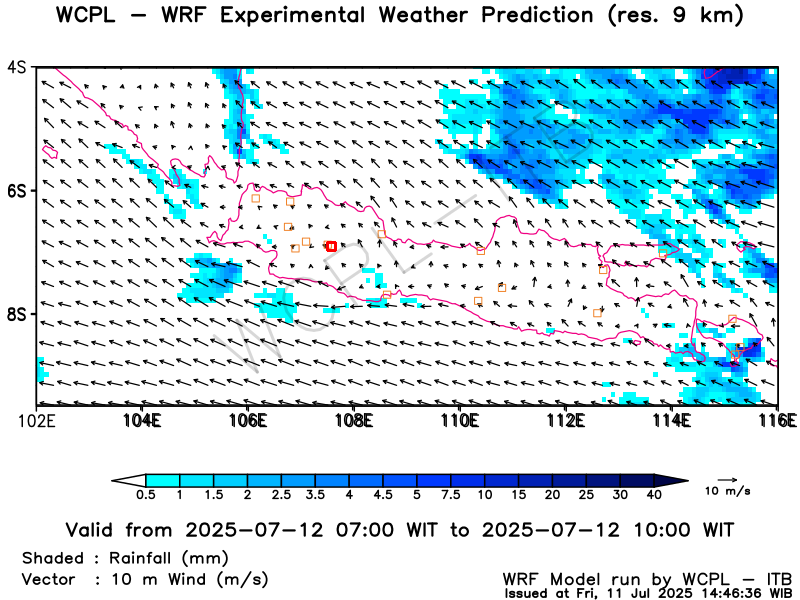 WCPL – WRF Experimental Weather Prediction (res. 9 km)
4S
6S
8S
102E 104E 106E 108E 110E 112E 114E 116E
WCPL-ITB
0.5 1 1.5 2 2.5 3.5 4 4.5 5 7.5 10 15 20 25 30 40
10 m/s
Valid from 2025-07-12 07:00 WIT to 2025-07-12 10:00 WIT
Shaded : Rainfall (mm)
Vector : 10 m Wind (m/s)
WRF Model run by WCPL – ITB
Issued at Fri, 11 Jul 2025 14:46:36 WIB